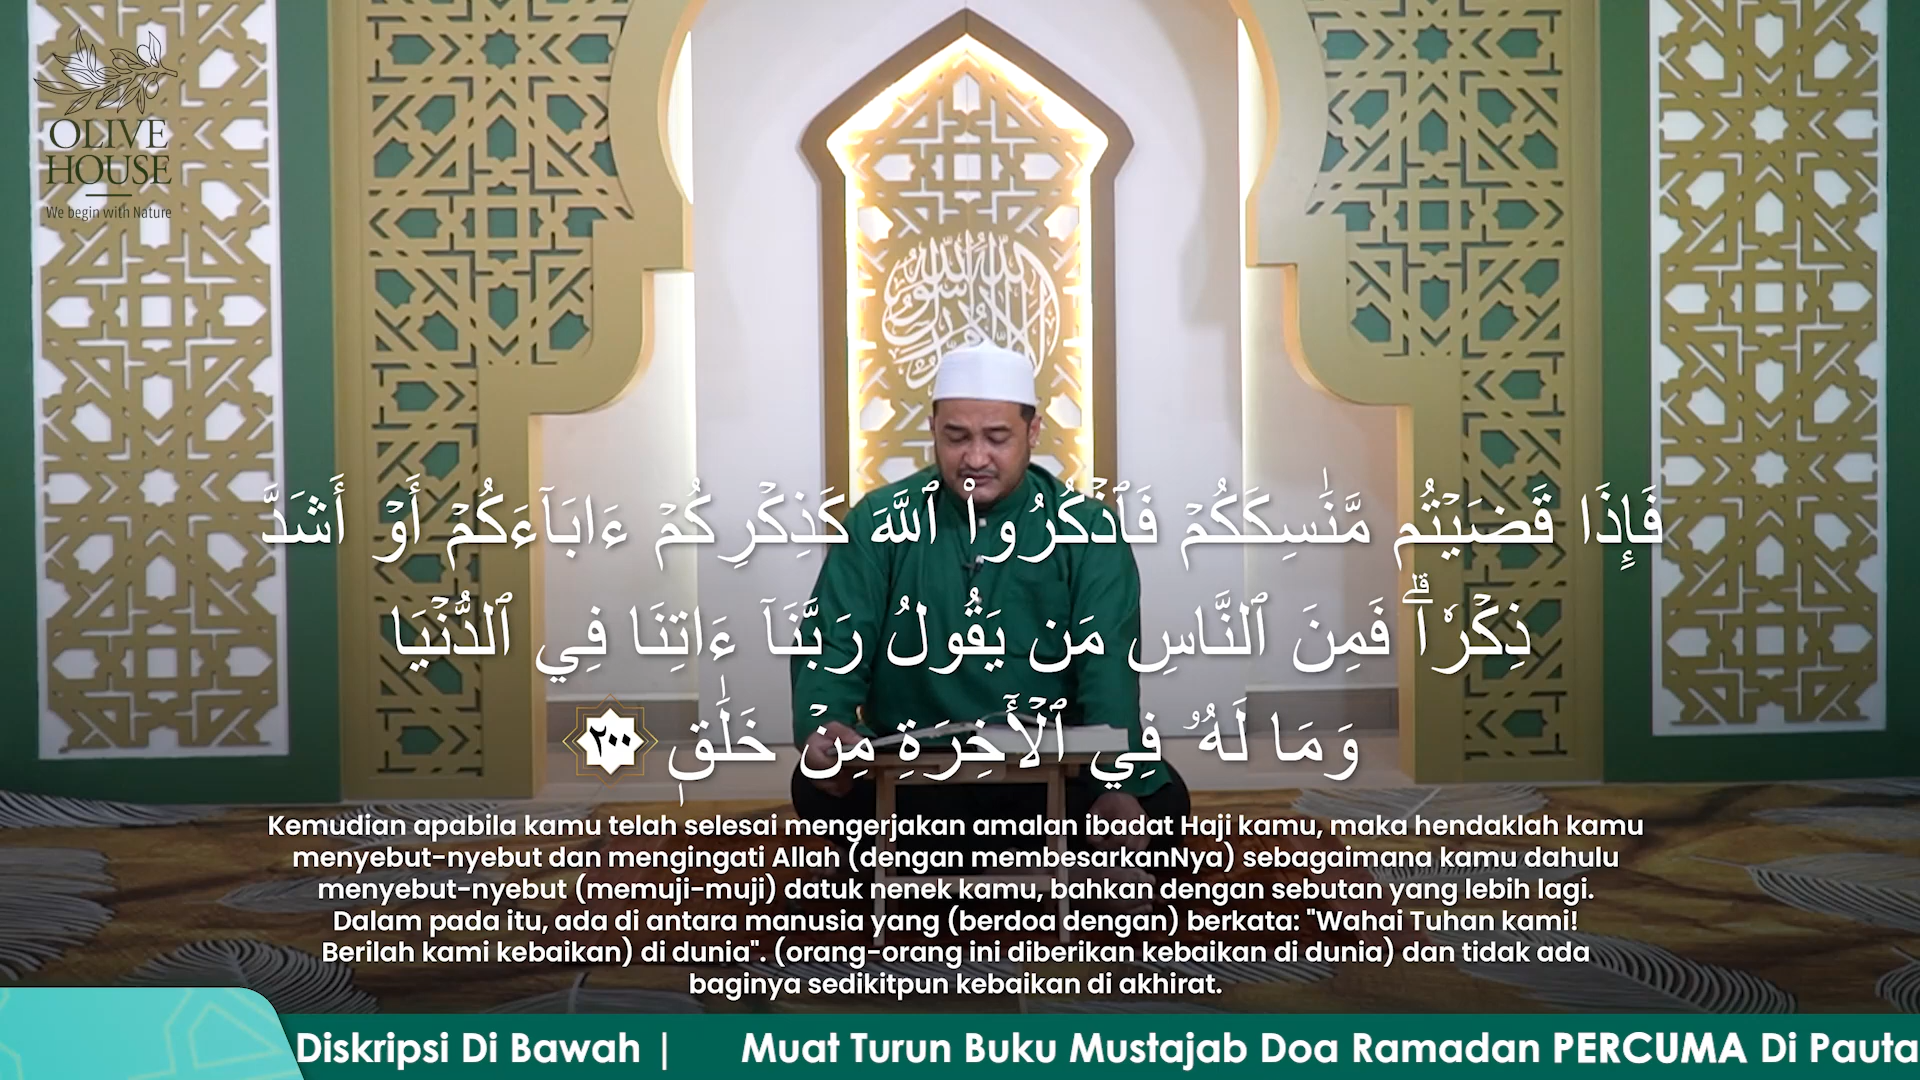 OLIVE
HOUSE
We begin with Nature
فَإِذَا قَضَيۡتُم مَّنَٰسِكَكُمۡ فَٱذۡكُرُواْ ٱللَّهَ كَذِكۡرِكُمۡ ءَابَآءَكُمۡ أَوۡ أَشَدَّ
ذِكۡرٗاۗ فَمِنَ ٱلنَّاسِ مَن يَقُولُ رَبَّنَآ ءَاتِنَا فِي ٱلدُّنۡيَا
وَمَا لَهُۥ فِي ٱلۡأٓخِرَةِ مِنۡ خَلَٰقٖ ٢٠٠
Kemudian apabila kamu telah selesai mengerjakan amalan ibadat Haji kamu, maka hendaklah kamu
menyebut-nyebut dan mengingati Allah (dengan membesarkanNya) sebagaimana kamu dahulu
menyebut-nyebut (memuji-muji) datuk nenek kamu, bahkan dengan sebutan yang lebih lagi.
Dalam pada itu, ada di antara manusia yang (berdoa dengan) berkata: "Wahai Tuhan kami!
Berilah kami kebaikan) di dunia". (orang-orang ini diberikan kebaikan di dunia) dan tidak ada
baginya sedikitpun kebaikan di akhirat.
Diskripsi Di Bawah | Muat Turun Buku Mustajab Doa Ramadan PERCUMA Di Pauta